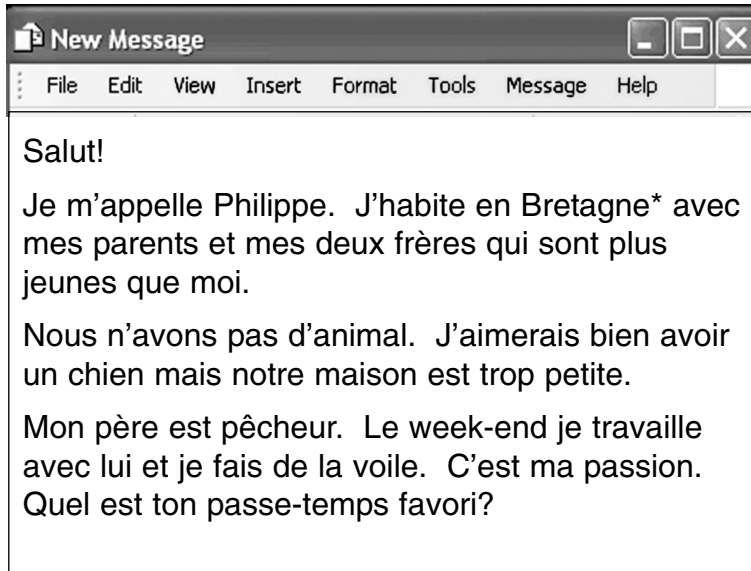 New Message
File Edit View Insert Format Tools Message Help
Salut!
Je m’appelle Philippe. J’habite en Bretagne* avec
mes parents et mes deux frères qui sont plus
jeunes que moi.
Nous n’avons pas d’animal. J’aimerais bien avoir
un chien mais notre maison est trop petite.
Mon père est pêcheur. Le week-end je travaille
avec lui et je fais de la voile. C’est ma passion.
Quel est ton passe-temps favori?